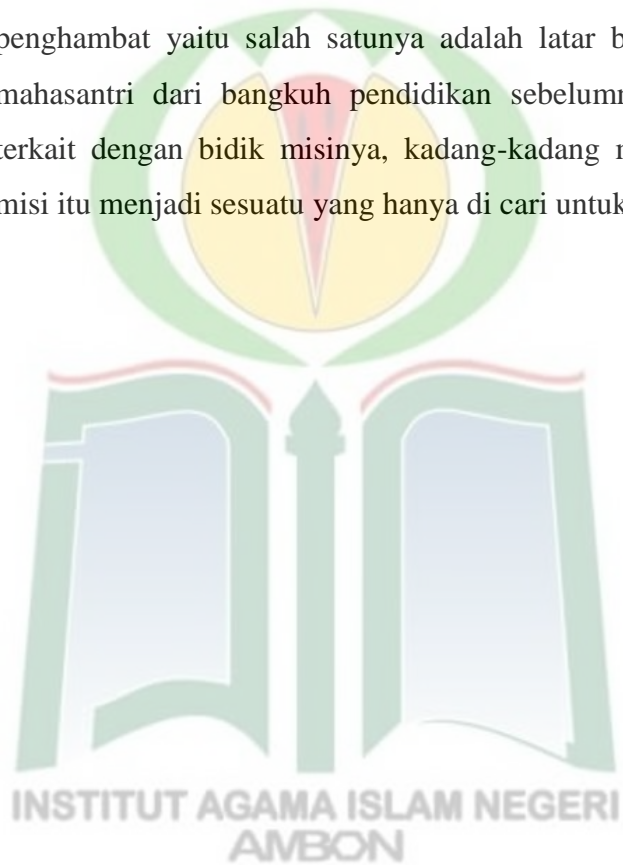 penghambat yaitu salah satunya adalah latar b
mahasantri dari bangkuh pendidikan sebelumn
terkait dengan bidik misinya, kadang-kadang
misi itu menjadi sesuatu yang hanya di cari untuk
INSTITUT AGAMA ISLAM NEGERI
AMBON